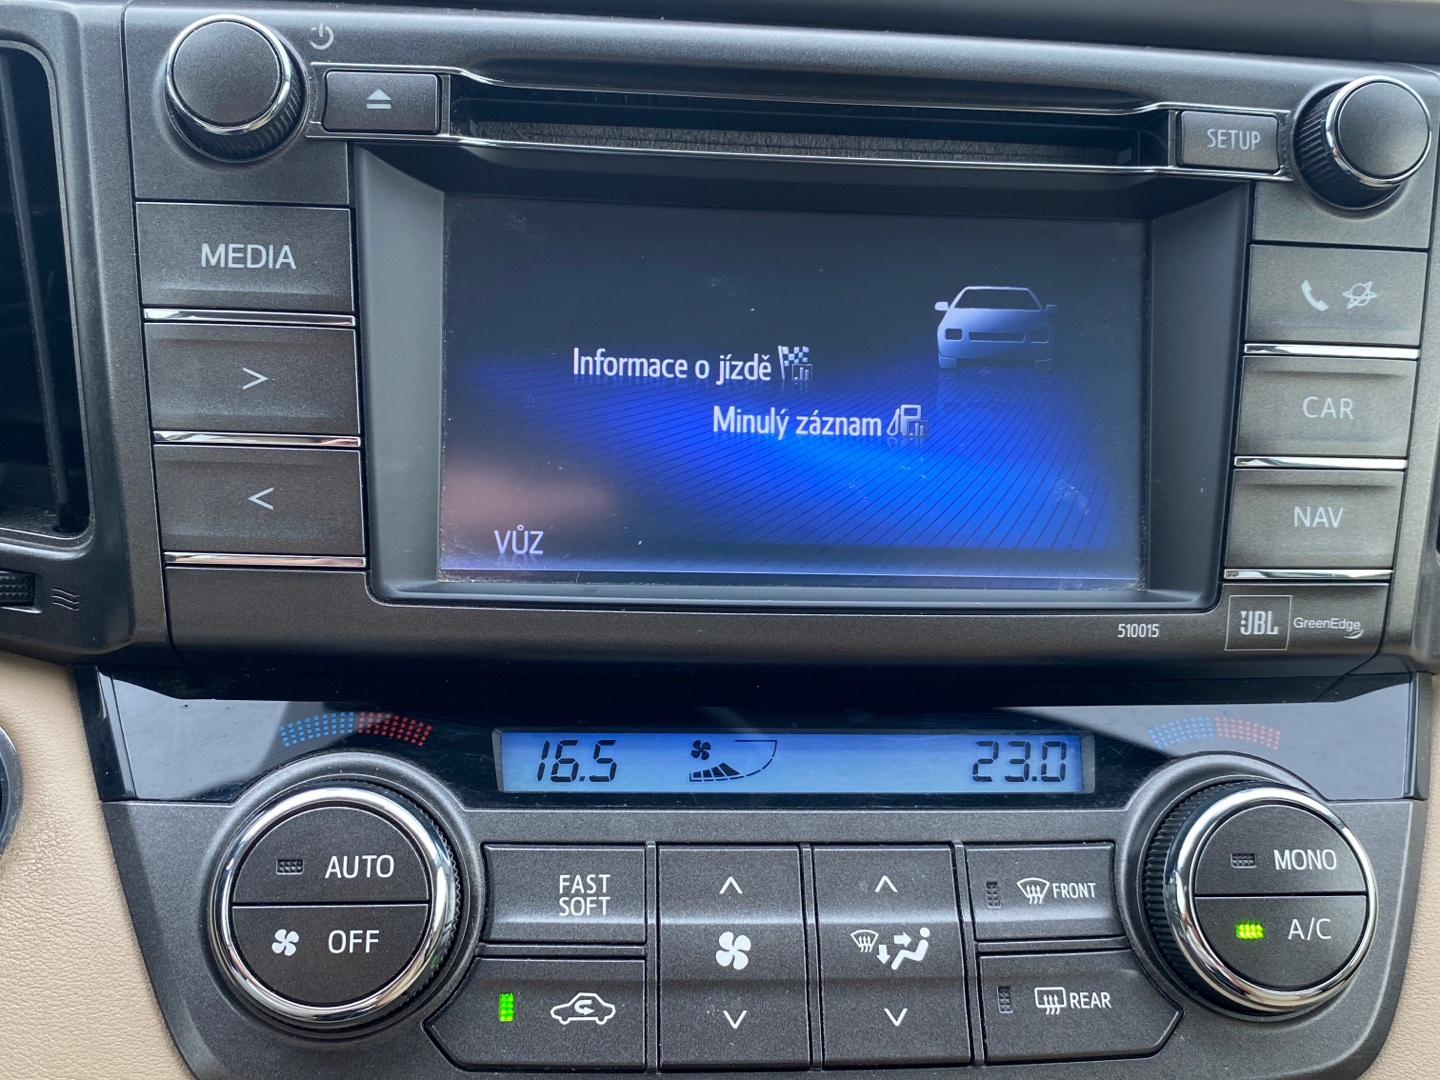 SETUP
MEDIA
>
<
Informace o jízdě
Minulý záznam
VŮZ
CAR
NAV
510015
JBL GreenEdge
16.5
23.0
AUTO
OFF
FAST
SOFT
FRONT
REAR
MONO
A/C